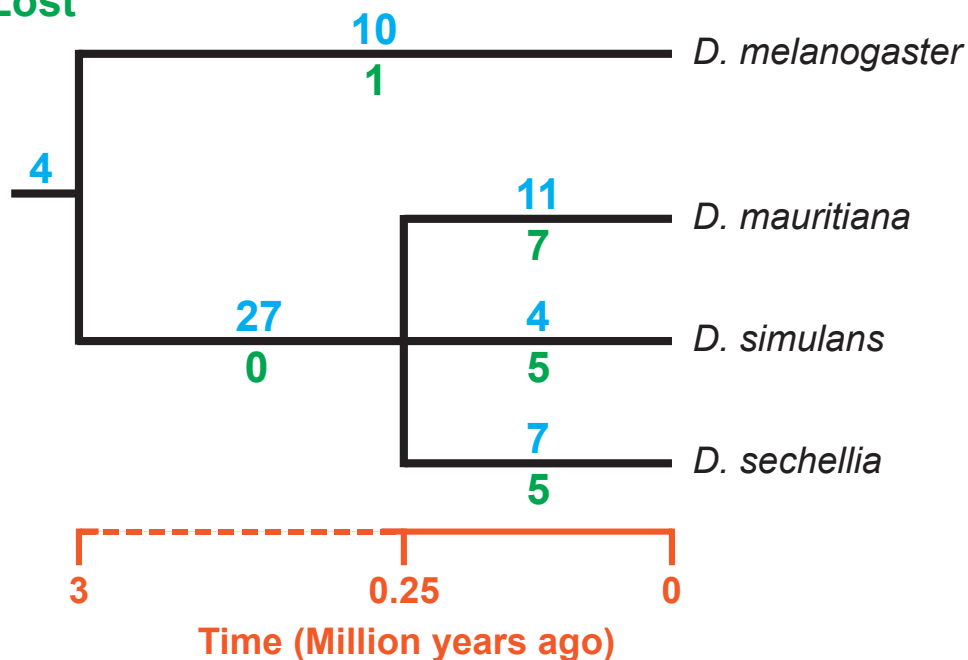 Lost
10
D. melanogaster
1
4
11
D. mauritiana
7
27
4
D. simulans
0
5
7
D. sechellia
5
3
0.25
0
Time (Million years ago)